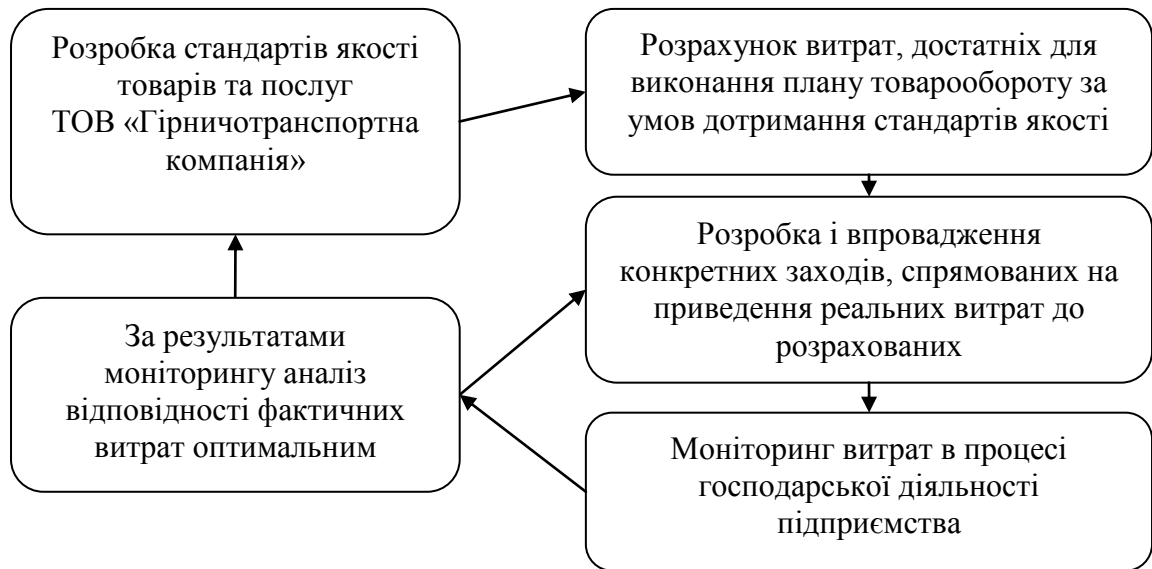 Розробка стандартів якості
товарів та послуг
ТОВ «Гірничотранспортна
компанія»
Розрахунок витрат, достатніх для
виконання плану товарообороту за
умов дотримання стандартів якості
Розробка і впровадження
конкретних заходів, спрямованих на
приведення реальних витрат до
розрахованих
За результатами
моніторингу аналіз
відповідності фактичних
витрат оптимальним
Моніторинг витрат в процесі
господарської діяльності
підприємства